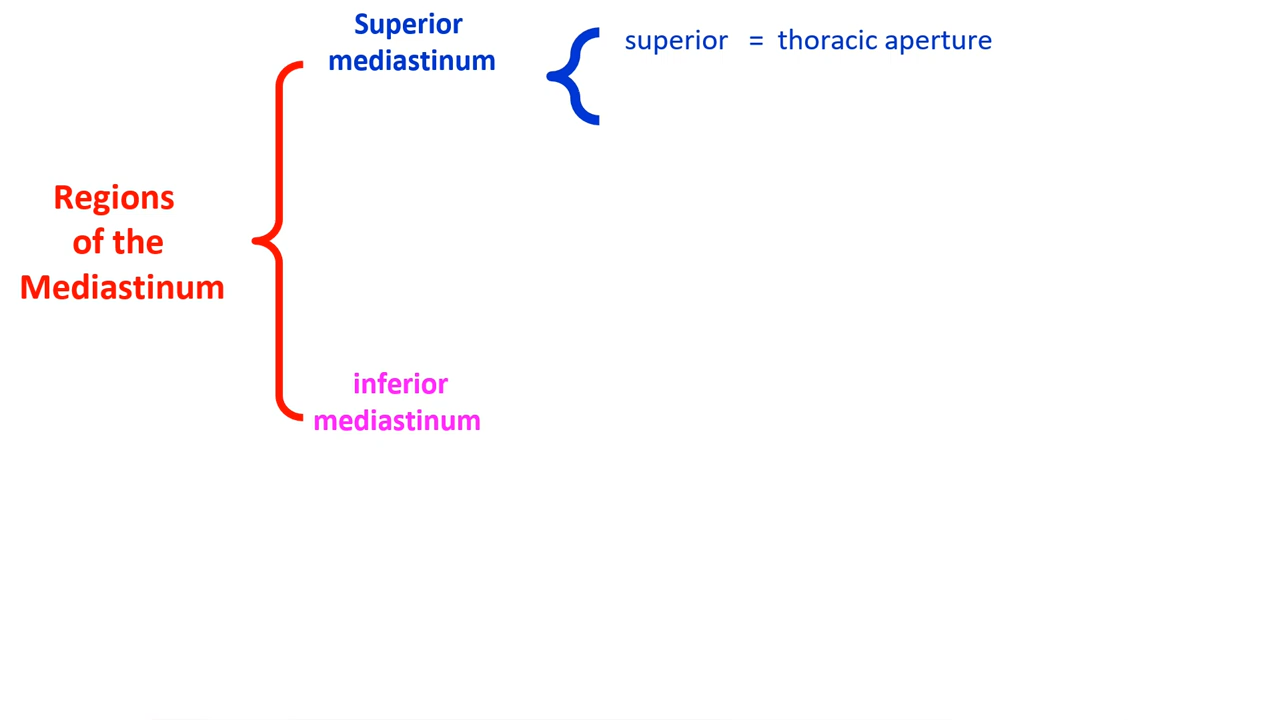 Superior
mediastinum
superior = thoracic aperture
Regions
of the
Mediastinum
inferior
mediastinum